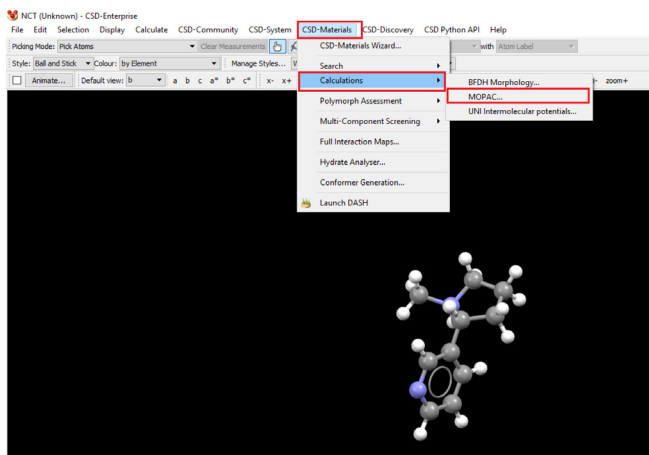 NCT (Unknown) - CSD-Enterprise
File Edit Selection Display Calculate CSD-Community CSD-System CSD-Materials CSD-Discovery CSD Python API Help
Picking Mode: Pick Atoms Clear Measurements with Atom Label
Style: Ball and Stick Colour: by Element Manage Styles...
Animate... Default view: b a b c a* b* c* x- x+ zoom+
CSD-Materials Wizard...
Search
Calculations
Polymorph Assessment
Multi-Component Screening
Full Interaction Maps...
Hydrate Analyser...
Conformer Generation...
Launch DASH
BFDH Morphology...
MOPAC...
UNI Intermolecular potentials...